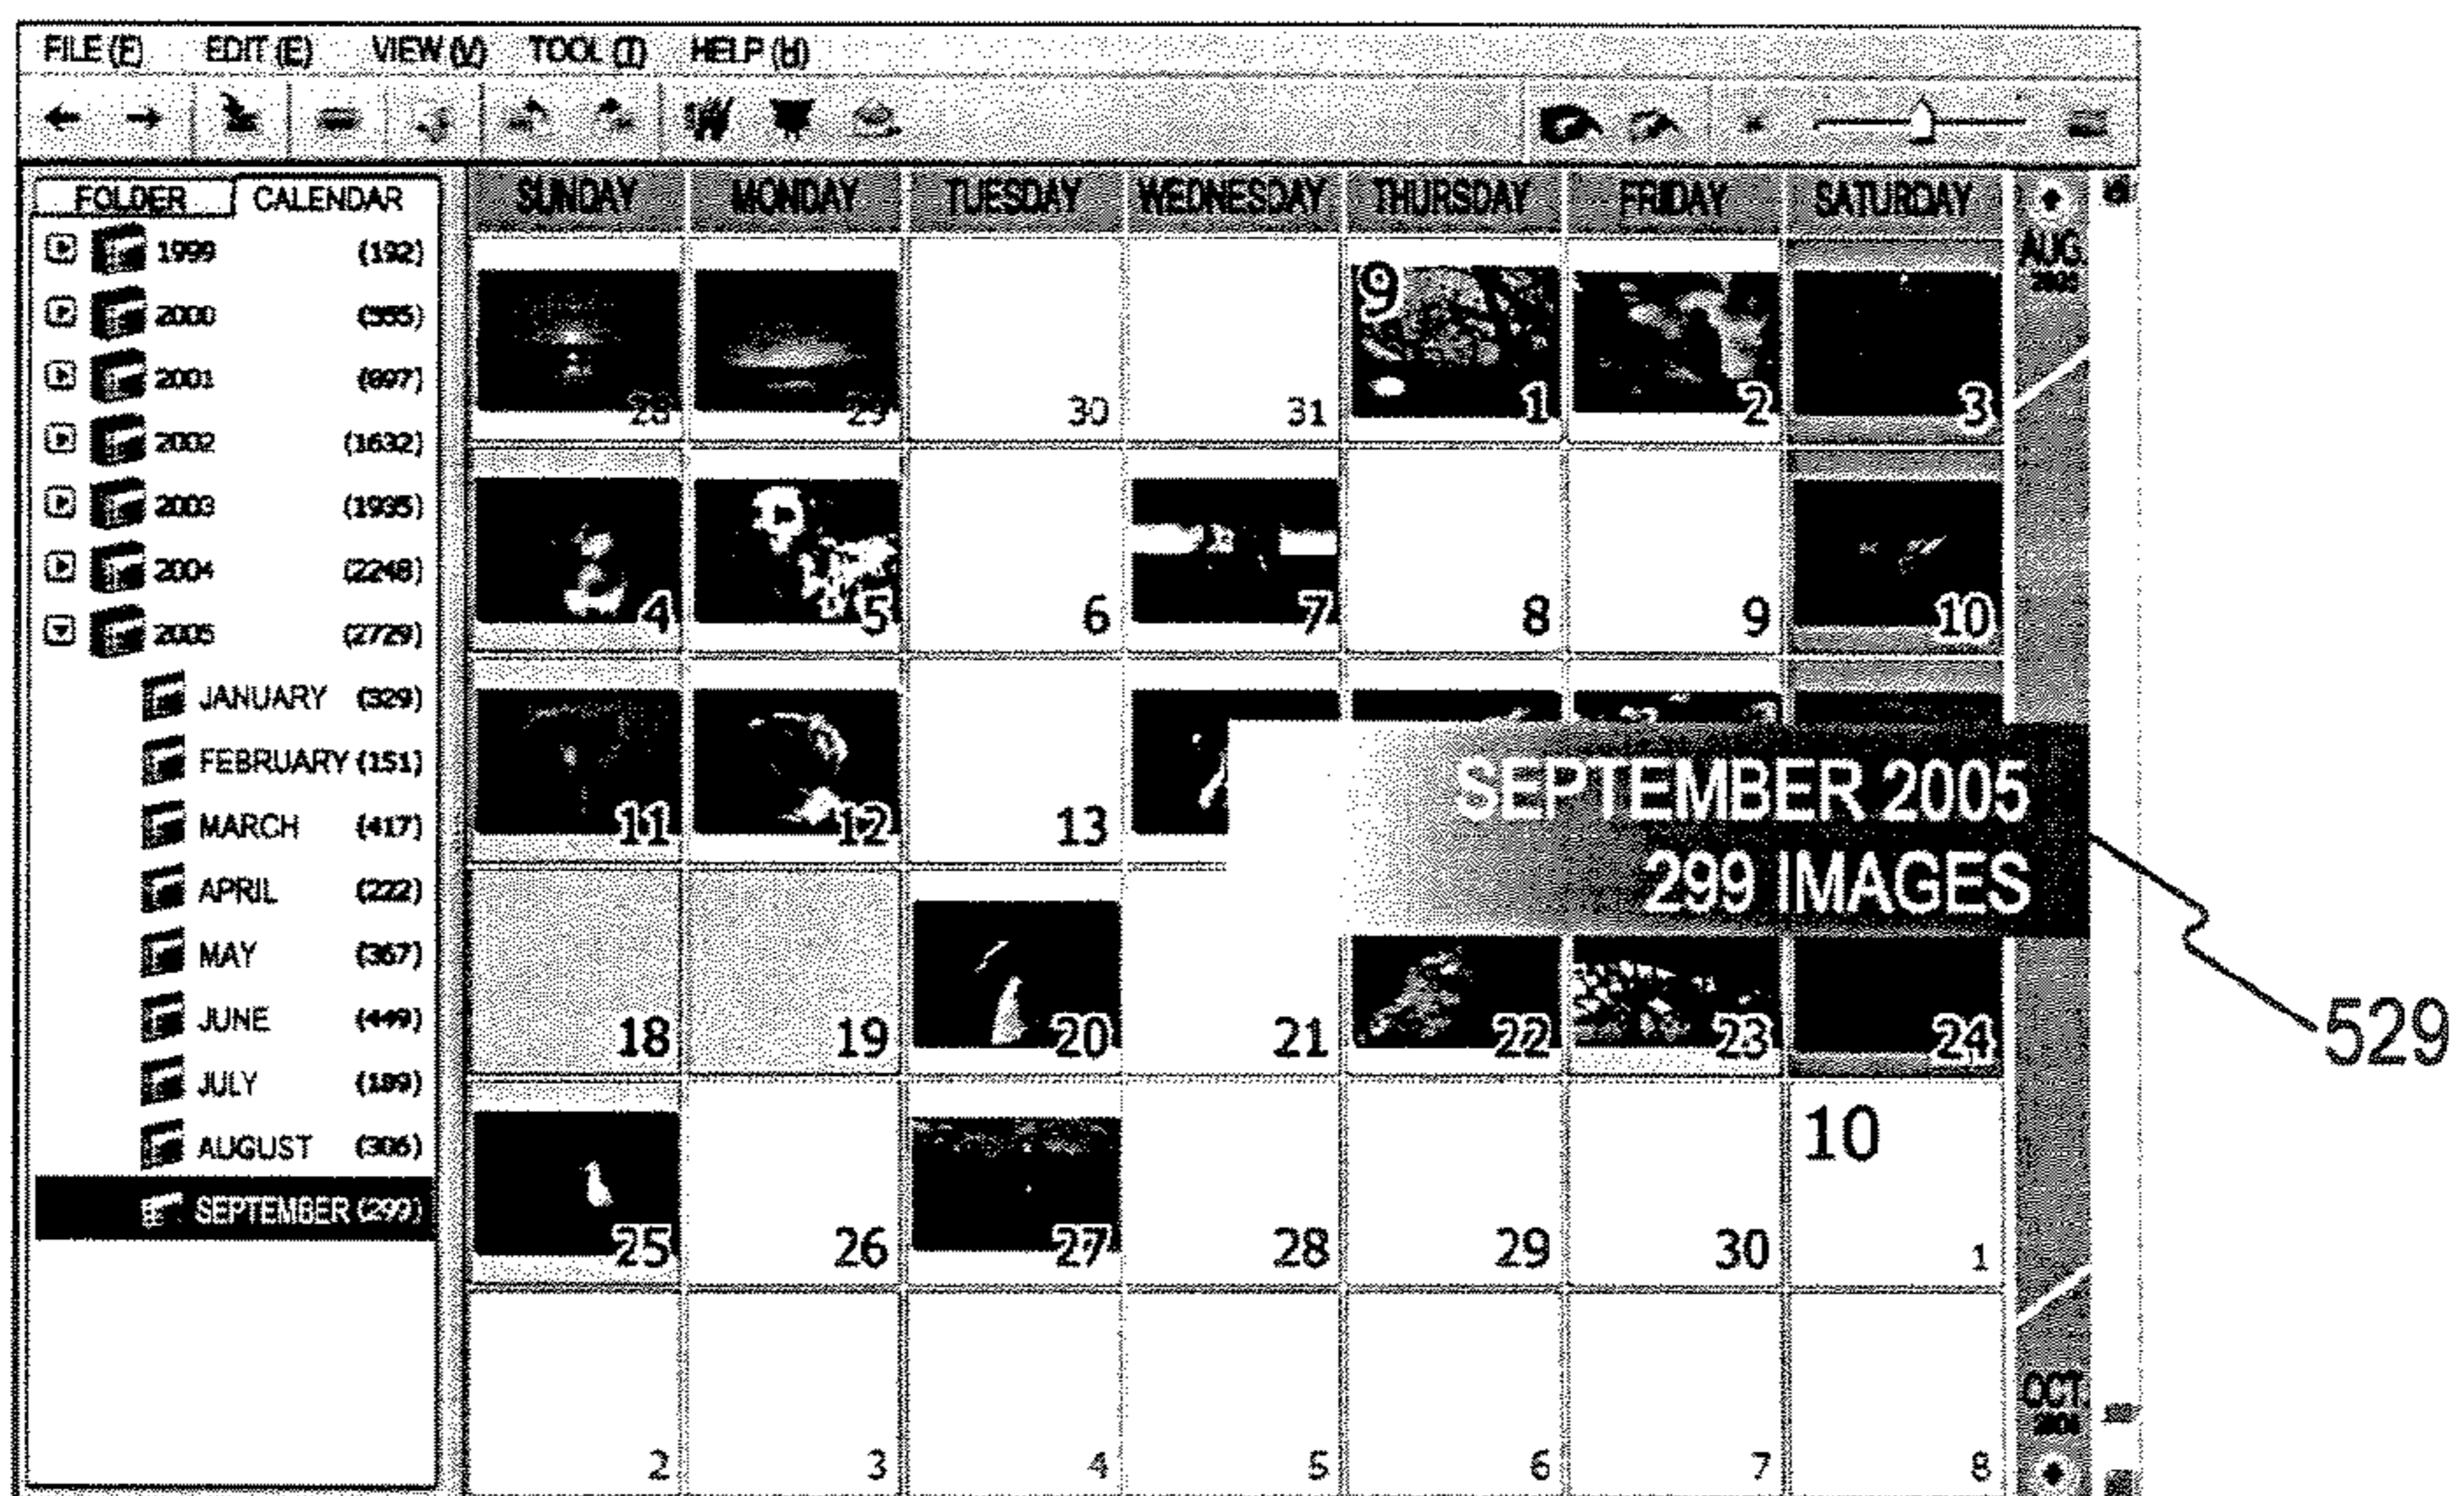 FILE (F) EDIT (E) VIEW (V) TOOL (T) HELP (H)
FOLDER CALENDAR
1999 (192)
2000 (555)
2001 (897)
2002 (1632)
2003 (1935)
2004 (2248)
2005 (2729)
JANUARY (329)
FEBRUARY (151)
MARCH (417)
APRIL (222)
MAY (367)
JUNE (449)
JULY (189)
AUGUST (306)
SEPTEMBER (299)
SUNDAY MONDAY TUESDAY WEDNESDAY THURSDAY FRIDAY SATURDAY
AUG.
9
28 29 30 31 1 2 3
4 5 6 7 8 9 10
11 12 13
SEPTEMBER 2005
299 IMAGES
18 19 20 21 22 23 24
10
25 26 27 28 29 30 1
OCT.
2 3 4 5 6 7 8
529